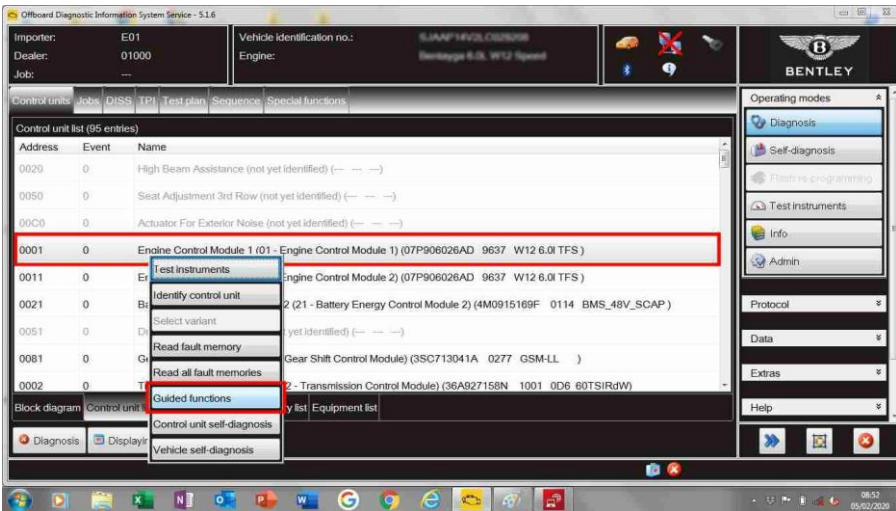 Offboard Diagnostic Information System Service - 5.1.6
Importer: E01
Dealer: 01000
Job: ---
Vehicle identification no.:
Engine: Bentayga 6.0L W12 Speed
BENTLEY
Control units Jobs DISS TPI Test plan Sequence Special functions
Control unit list (95 entries)
Address Event Name
0020 0 High Beam Assistance (not yet identified) (--- --- ---)
0050 0 Seat Adjustment 3rd Row (not yet identified) (--- --- ---)
00C0 0 Actuator For Exterior Noise (not yet identified) (--- --- ---)
0001 0 Engine Control Module 1 (01 - Engine Control Module 1) (07P906026AD 9637 W12 6.0l TFS )
0011 0 Engine Control Module 2) (07P906026AD 9637 W12 6.0l TFS )
0021 0 2 (21 - Battery Energy Control Module 2) (4M0915169F 0114 BMS_48V_SCAP )
0051 0 yet identified) (--- --- ---)
0081 0 Gear Shift Control Module) (3SC713041A 0277 GSM-LL )
0002 0 2 - Transmission Control Module) (36A927158N 1001 0D6 60TSIRdW)
Test instruments
Identify control unit
Select variant
Read fault memory
Read all fault memories
Guided functions
Control unit self-diagnosis
Vehicle self-diagnosis
Block diagram Control unit list Equipment list
Diagnosis
Operating modes
Diagnosis
Self-diagnosis
Flash re-programming
Test instruments
Info
Admin
Protocol
Data
Extras
Help
08:52
05/02/2020